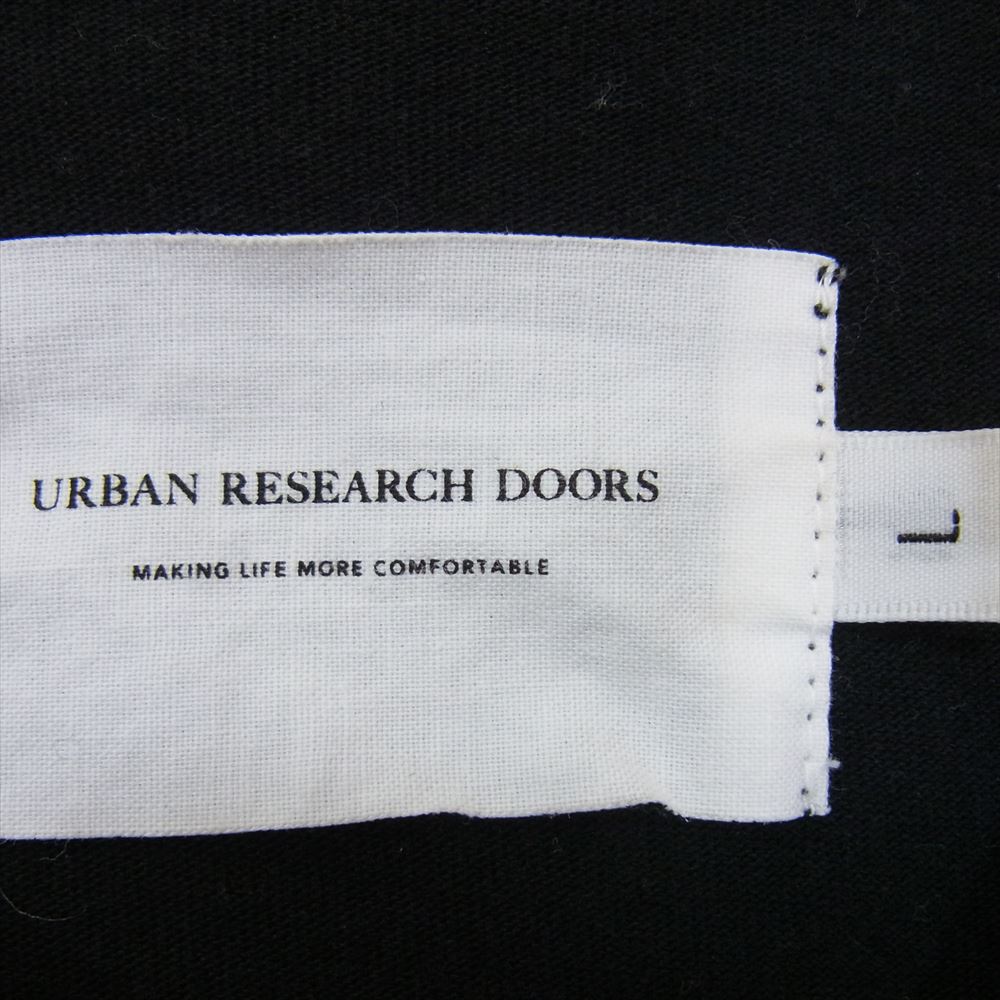 URBAN RESEARCH DOORS
MAKING LIFE MORE COMFORTABLE
L